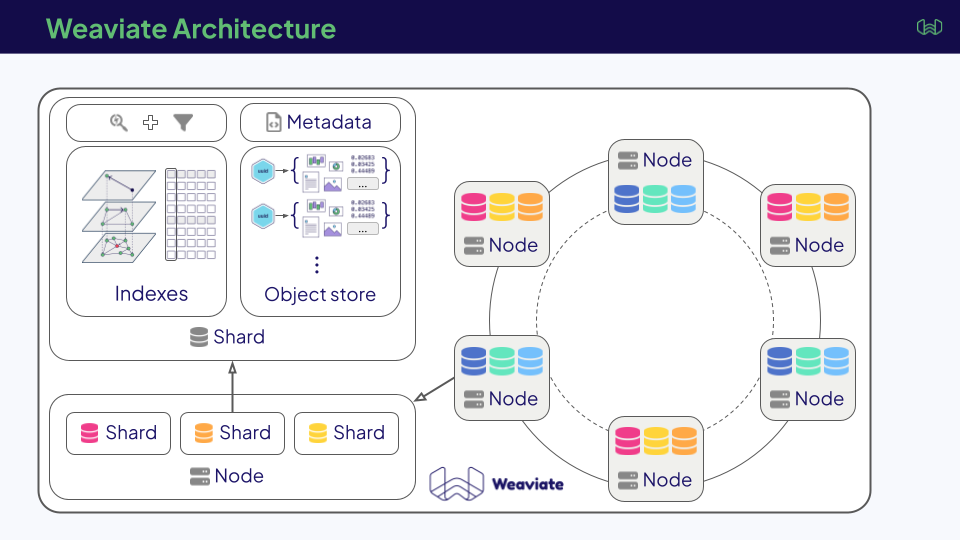 Weaviate Architecture
Metadata
uuid
0.02683
0.03425
0.44489
...
uuid
0.02683
0.03425
0.44489
...
Indexes
Object store
Shard
Shard
Shard
Shard
Node
Node
Node
Node
Node
Node
Node
Weaviate